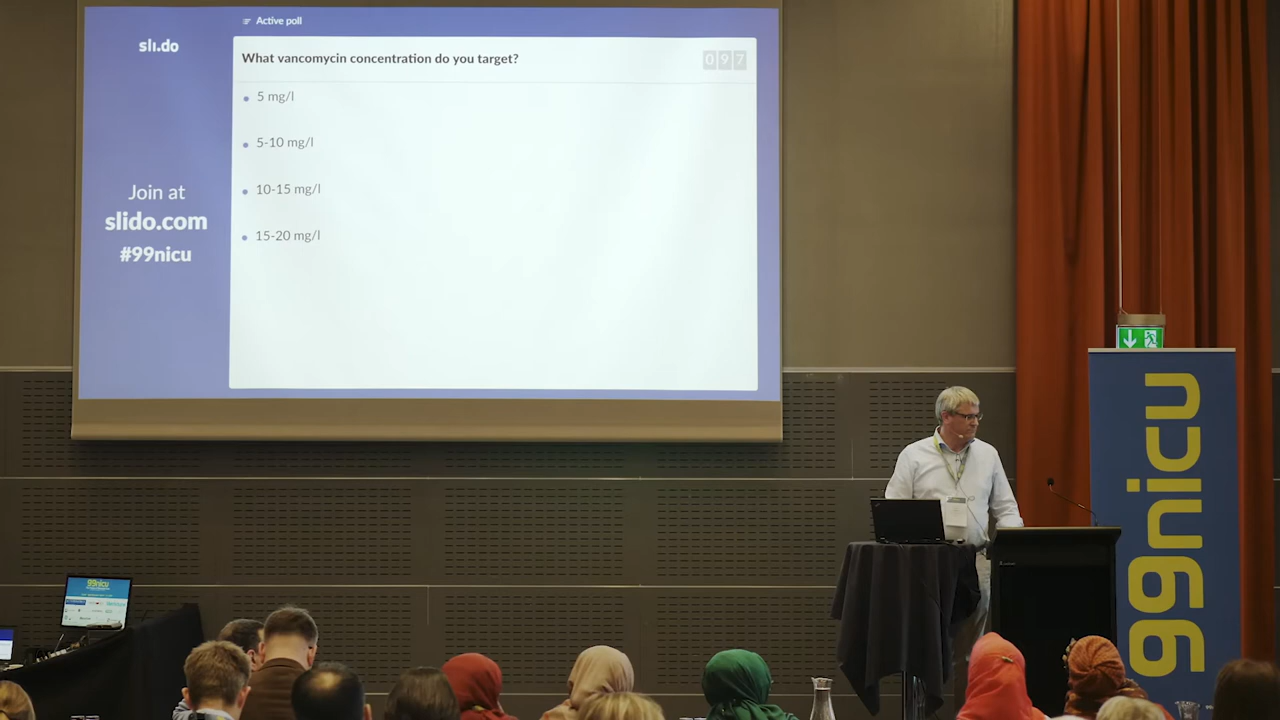 Active poll
sli.do
What vancomycin concentration do you target?
097
5 mg/l
5-10 mg/l
10-15 mg/l
15-20 mg/l
Join at
slido.com
#99nicu
99nicu
99nicu